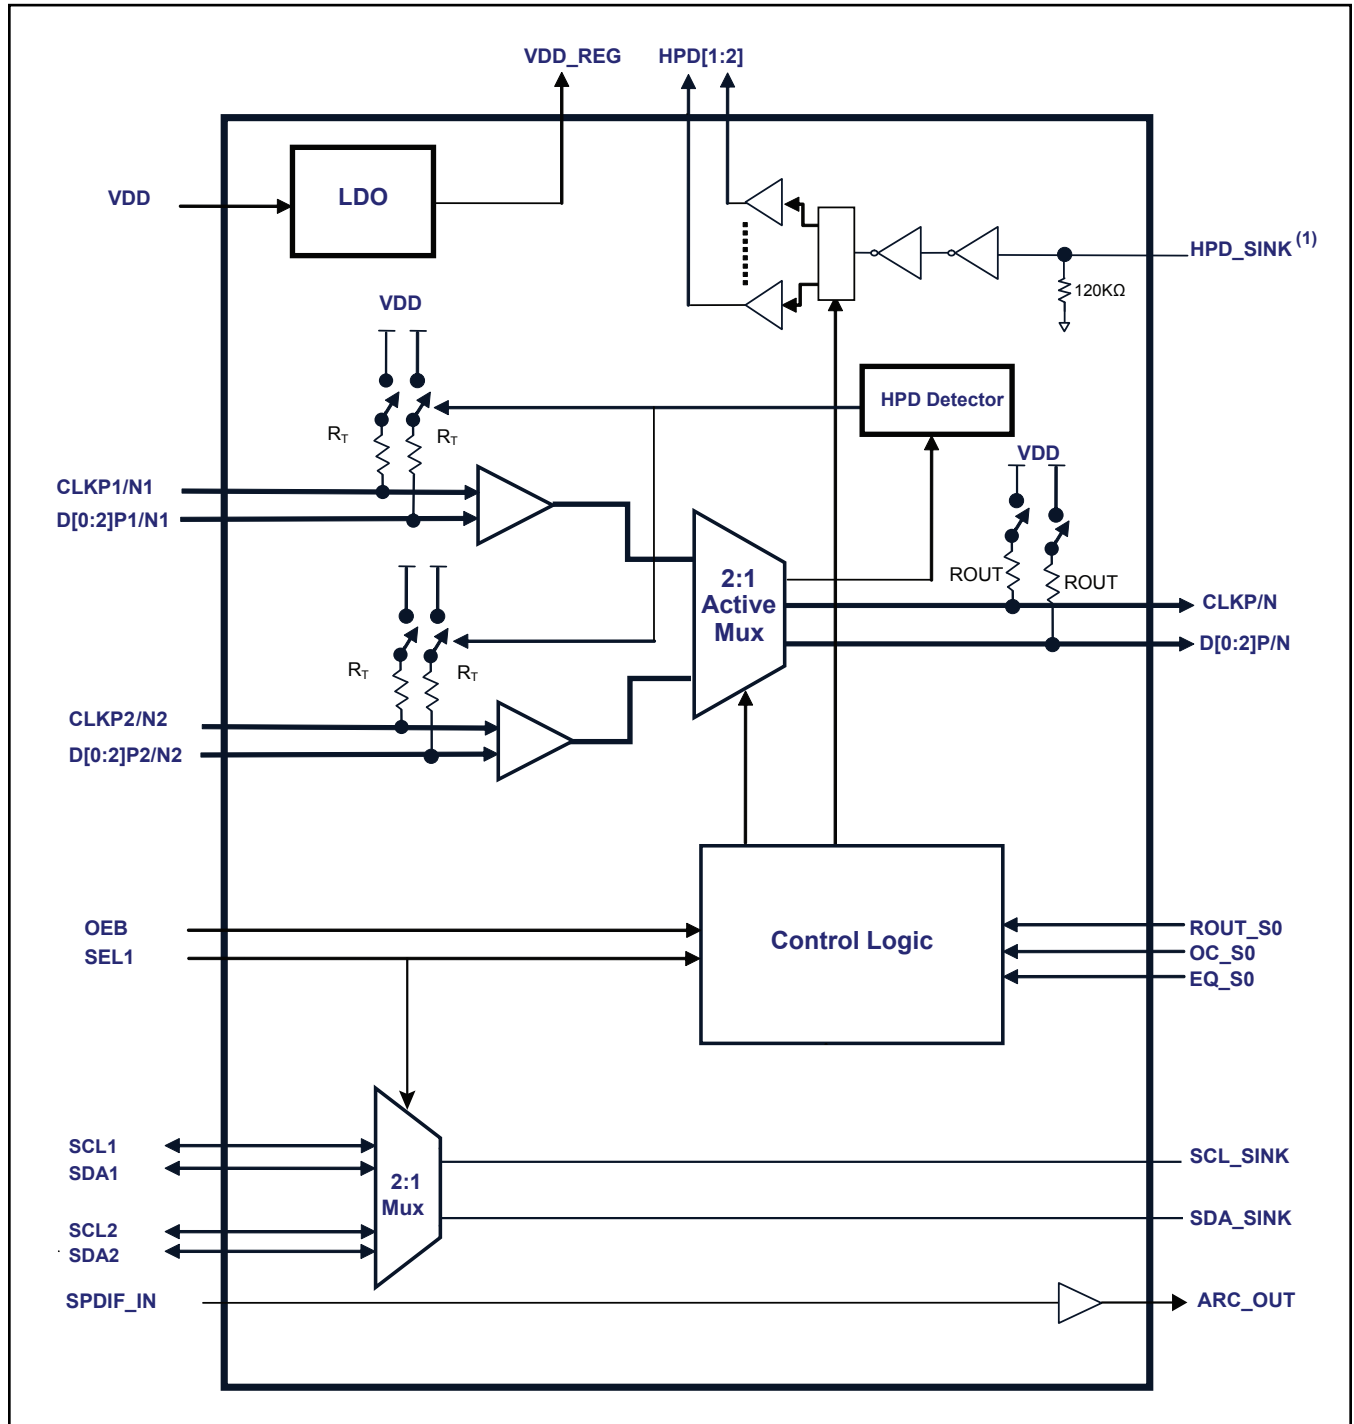 VDD_REG
HPD[1:2]
VDD
LDO
HPD_SINK (1)
120KΩ
VDD
HPD Detector
RT
RT
VDD
CLKP1/N1
D[0:2]P1/N1
2:1
Active
Mux
ROUT
ROUT
CLKP/N
D[0:2]P/N
RT
RT
CLKP2/N2
D[0:2]P2/N2
OEB
SEL1
Control Logic
ROUT_S0
OC_S0
EQ_S0
SCL1
SDA1
SCL2
SDA2
2:1
Mux
SCL_SINK
SDA_SINK
SPDIF_IN
ARC_OUT